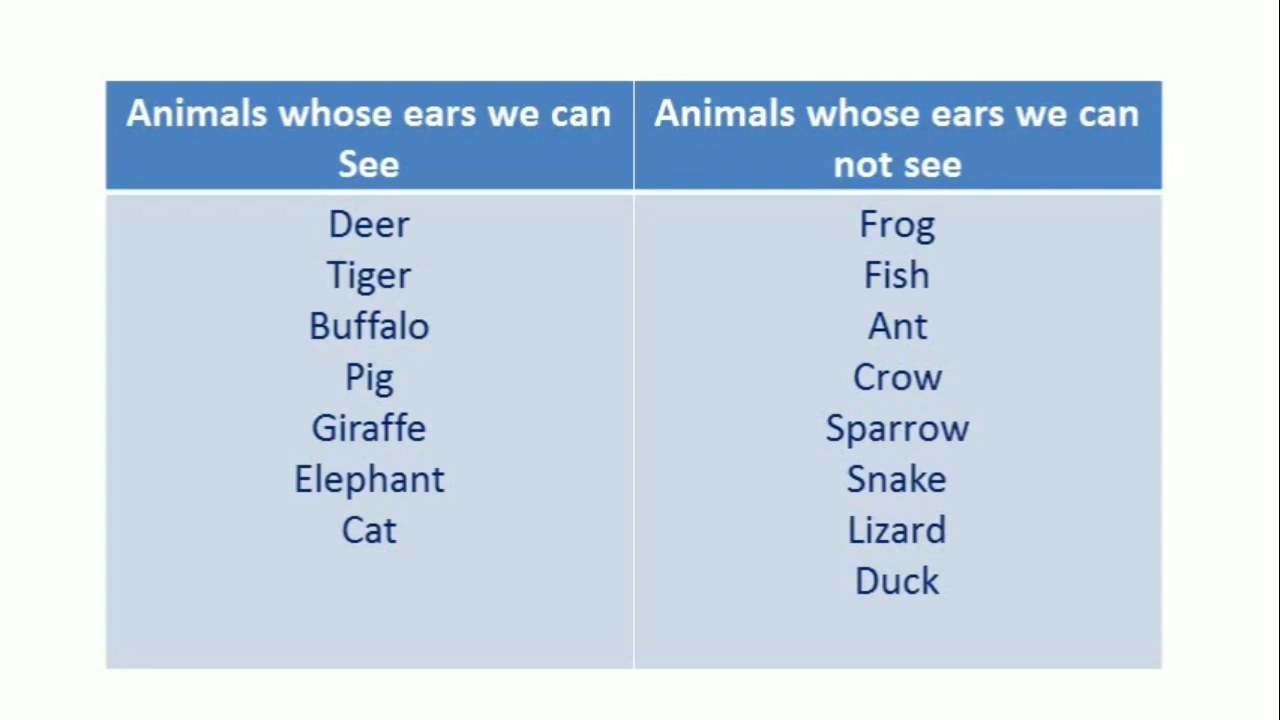 Animals whose ears we can
See
Animals whose ears we can
not see
Deer
Tiger
Buffalo
Pig
Giraffe
Elephant
Cat
Frog
Fish
Ant
Crow
Sparrow
Snake
Lizard
Duck